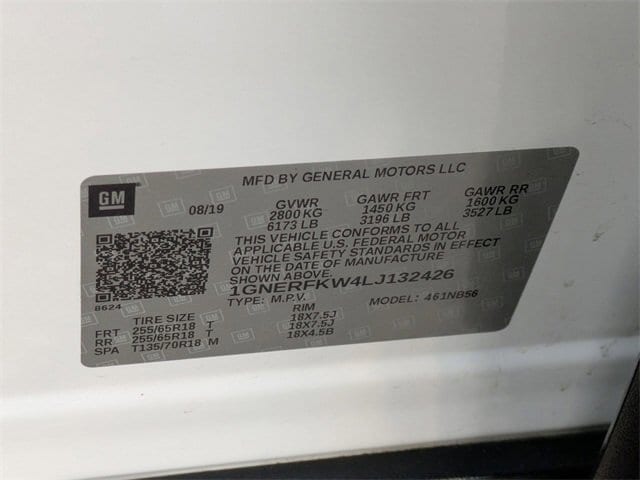 MFD BY GENERAL MOTORS LLC
GM
08/19
GVWR GAWR FRT GAWR RR
2800 KG 1450 KG 1600 KG
6173 LB 3196 LB 3527 LB
THIS VEHICLE CONFORMS TO ALL
APPLICABLE U.S. FEDERAL MOTOR
VEHICLE SAFETY STANDARDS IN EFFECT
ON THE DATE OF MANUFACTURE
SHOWN ABOVE.
1GNERFKW4LJ132426
8624
TYPE: M.P.V. MODEL: 461NB56
TIRE SIZE RIM
FRT 255/65R18 T 18X7.5J
RR 255/65R18 T 18X7.5J
SPA T135/70R18 M 18X4.5B